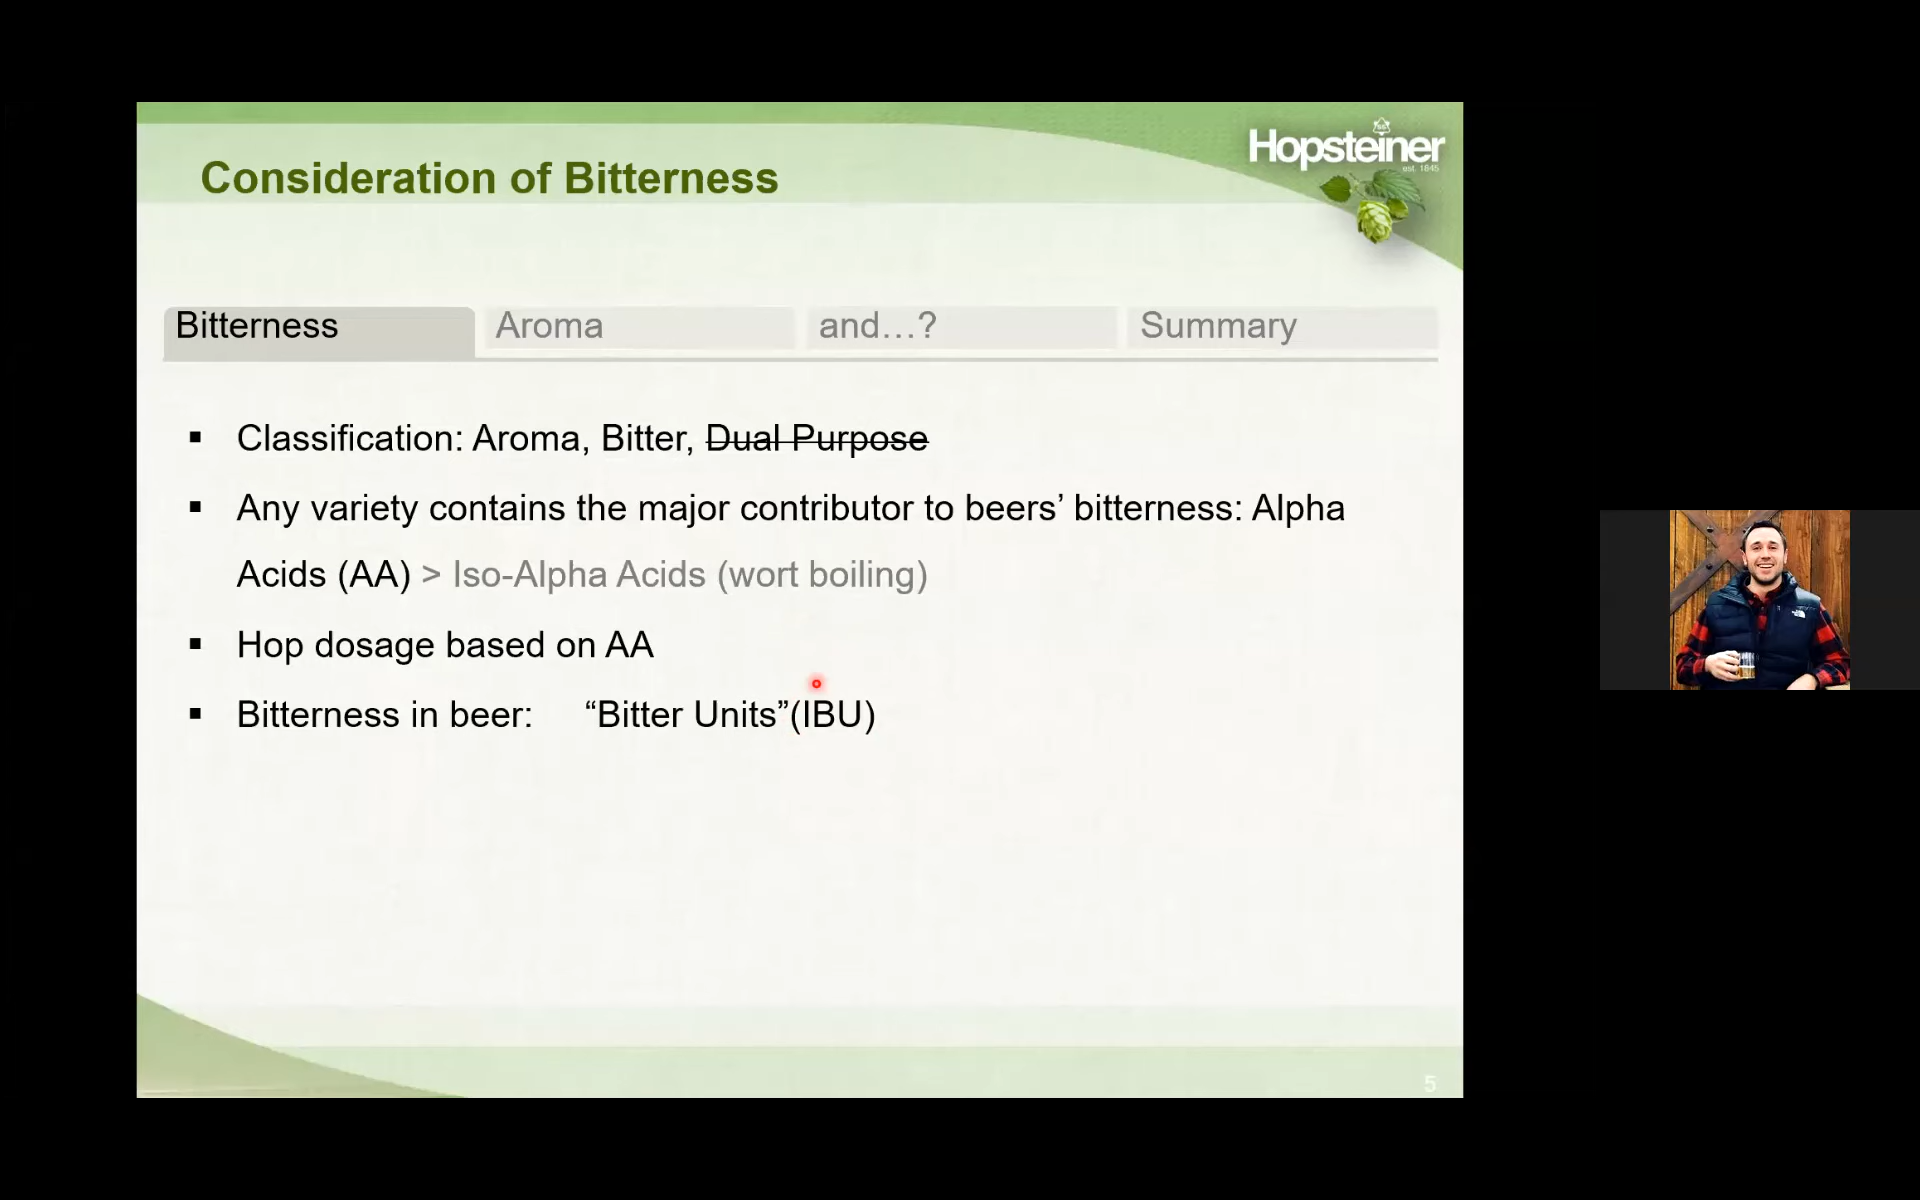 Hopsteiner
est. 1845
Consideration of Bitterness
Bitterness
Aroma
and…?
Summary
▪ Classification: Aroma, Bitter, Dual Purpose
▪ Any variety contains the major contributor to beers’ bitterness: Alpha
Acids (AA) > Iso-Alpha Acids (wort boiling)
▪ Hop dosage based on AA
▪ Bitterness in beer: “Bitter Units”(IBU)
5